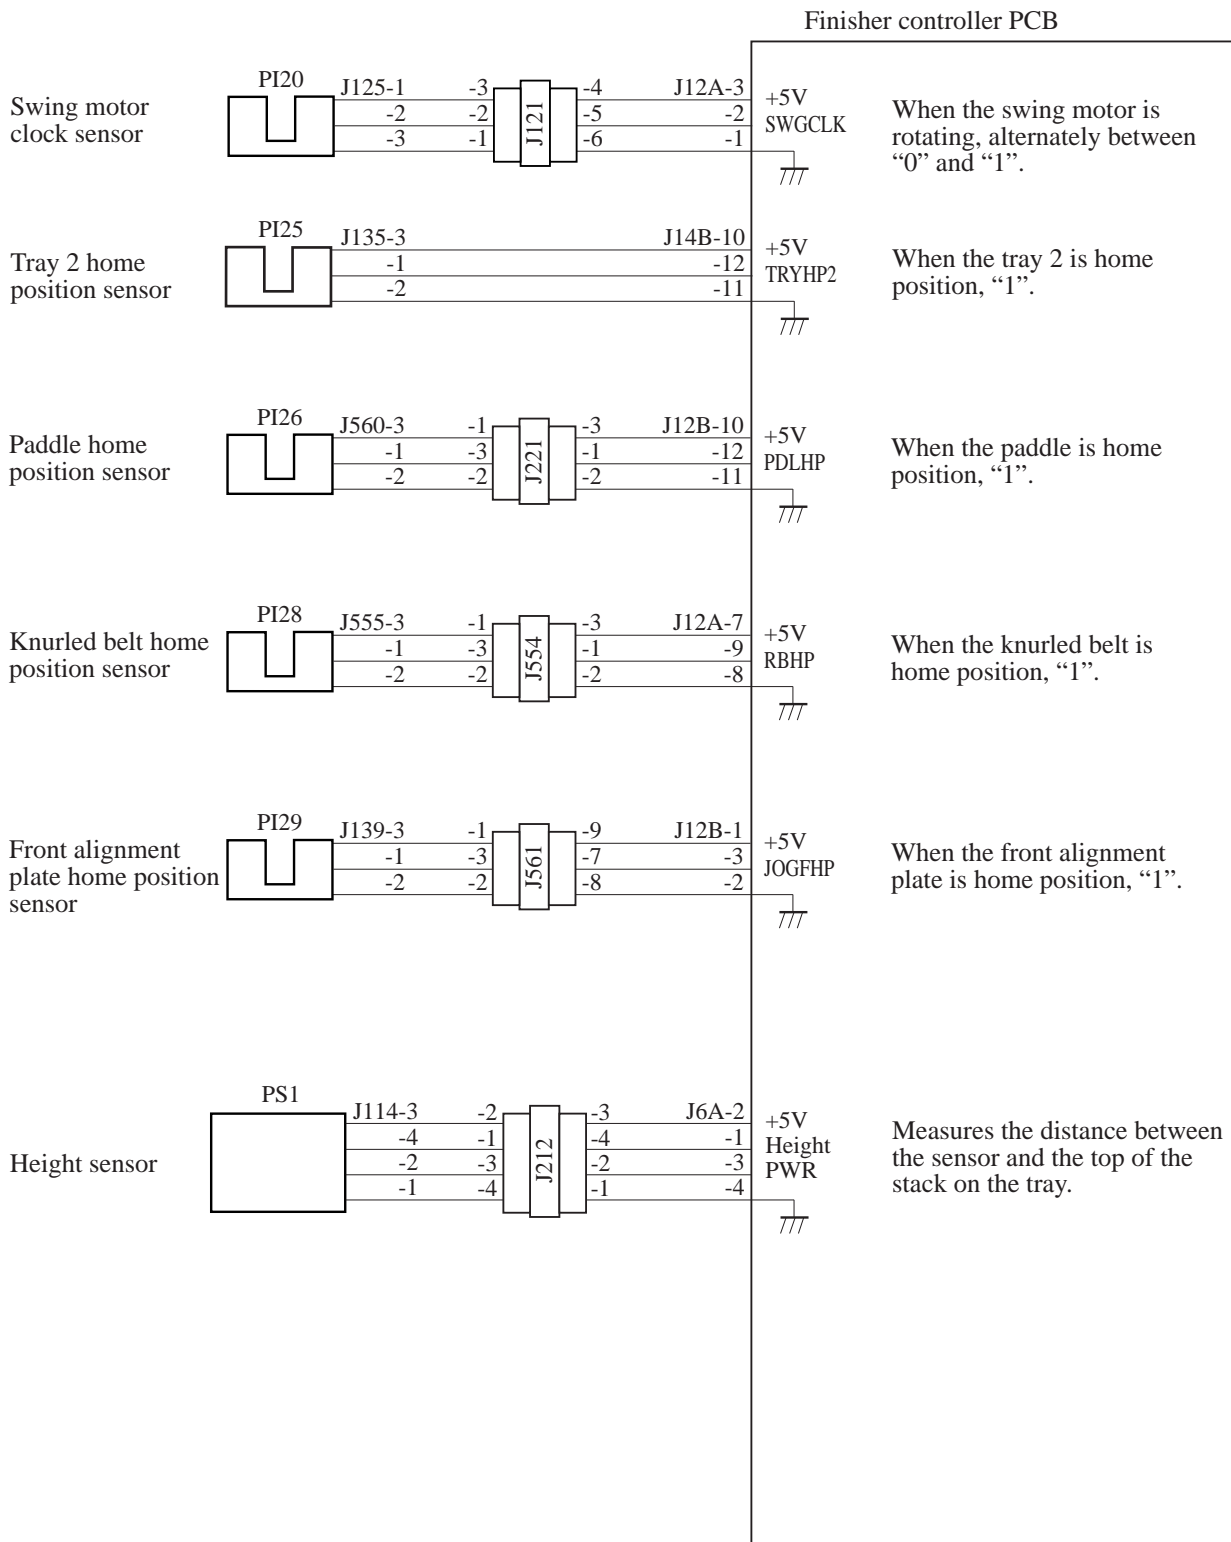 Finisher controller PCB
Swing motor
clock sensor
PI20
J125-1 -3 -4 J12A-3
-2 -2 -5 -2
-3 -1 -6 -1
J121
+5V
SWGCLK
When the swing motor is
rotating, alternately between
“0” and “1”.
Tray 2 home
position sensor
PI25
J135-3 J14B-10
-1 -12
-2 -11
+5V
TRYHP2
When the tray 2 is home
position, “1”.
Paddle home
position sensor
PI26
J560-3 -1 -3 J12B-10
-1 -3 -1 -12
-2 -2 -2 -11
J221
+5V
PDLHP
When the paddle is home
position, “1”.
Knurled belt home
position sensor
PI28
J555-3 -1 -3 J12A-7
-1 -3 -1 -9
-2 -2 -2 -8
J554
+5V
RBHP
When the knurled belt is
home position, “1”.
Front alignment
plate home position
sensor
PI29
J139-3 -1 -9 J12B-1
-1 -3 -7 -3
-2 -2 -8 -2
J561
+5V
JOGFHP
When the front alignment
plate is home position, “1”.
Height sensor
PS1
J114-3 -2 -3 J6A-2
-4 -1 -4 -1
-2 -3 -2 -3
-1 -4 -1 -4
J212
+5V
Height
PWR
Measures the distance between
the sensor and the top of the
stack on the tray.